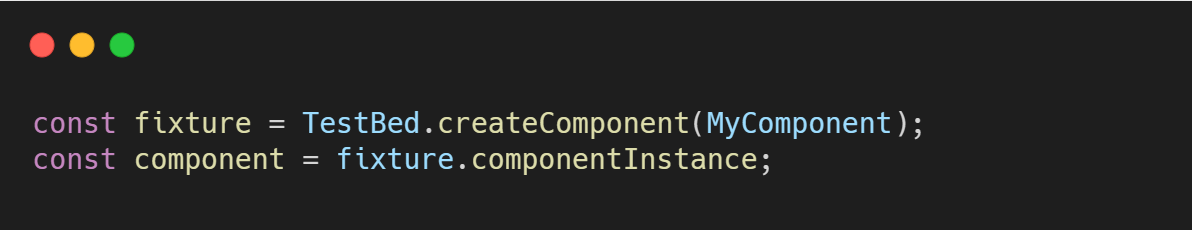 const fixture = TestBed.createComponent(MyComponent);
const component = fixture.componentInstance;